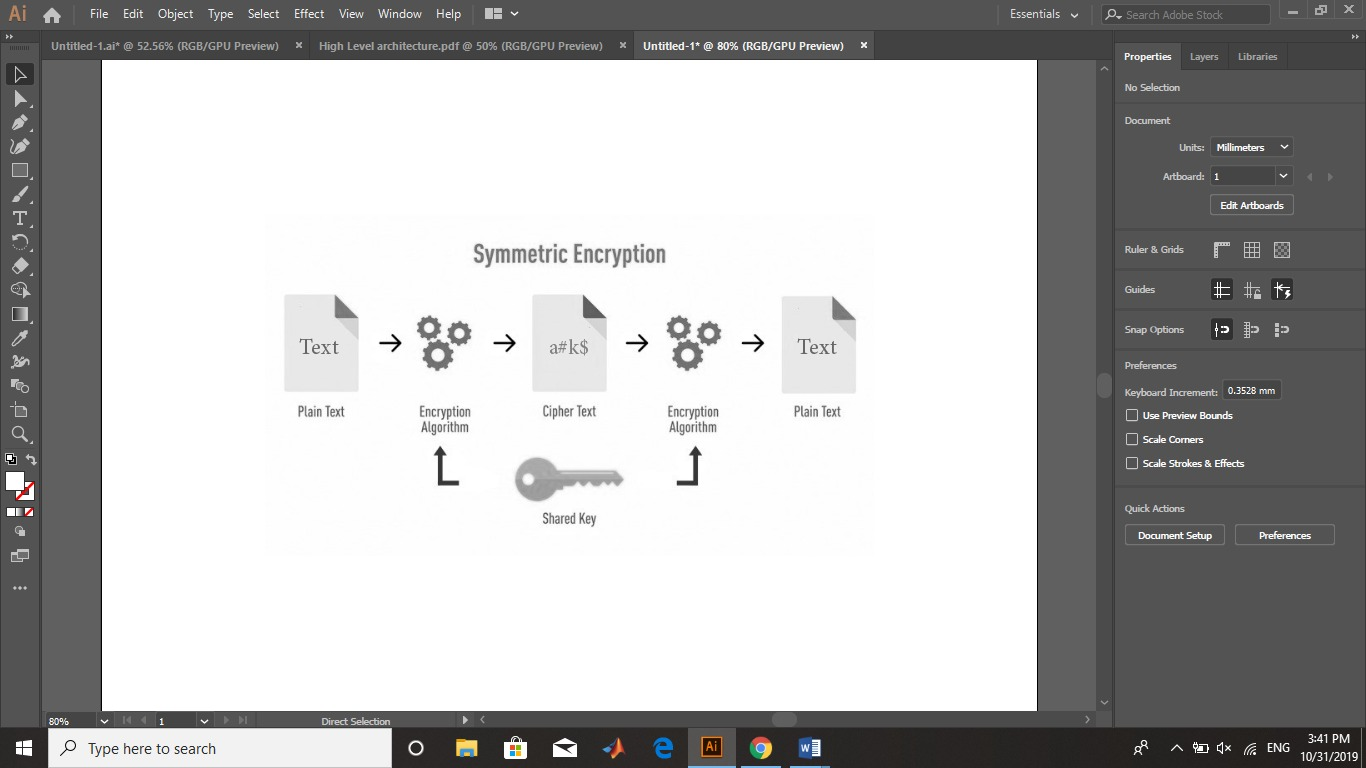 Ai File Edit Object Type Select Effect View Window Help Essentials Search Adobe Stock
Untitled-1.ai* @ 52.56% (RGB/GPU Preview) × High Level architecture.pdf @ 50% (RGB/GPU Preview) × Untitled-1* @ 80% (RGB/GPU Preview) ×
Properties Layers Libraries
No Selection
Document
Units: Millimeters
Artboard: 1
Edit Artboards
Ruler & Grids
Guides
Snap Options
Preferences
Keyboard Increment: 0.3528 mm
Use Preview Bounds
Scale Corners
Scale Strokes & Effects
Quick Actions
Document Setup Preferences
Symmetric Encryption
Text a#k$ Text
Plain Text Encryption Cipher Text Encryption Plain Text
Algorithm Algorithm
Shared Key
80% 1 Direct Selection
Type here to search
Ai
W
ENG
3:41 PM
10/31/2019